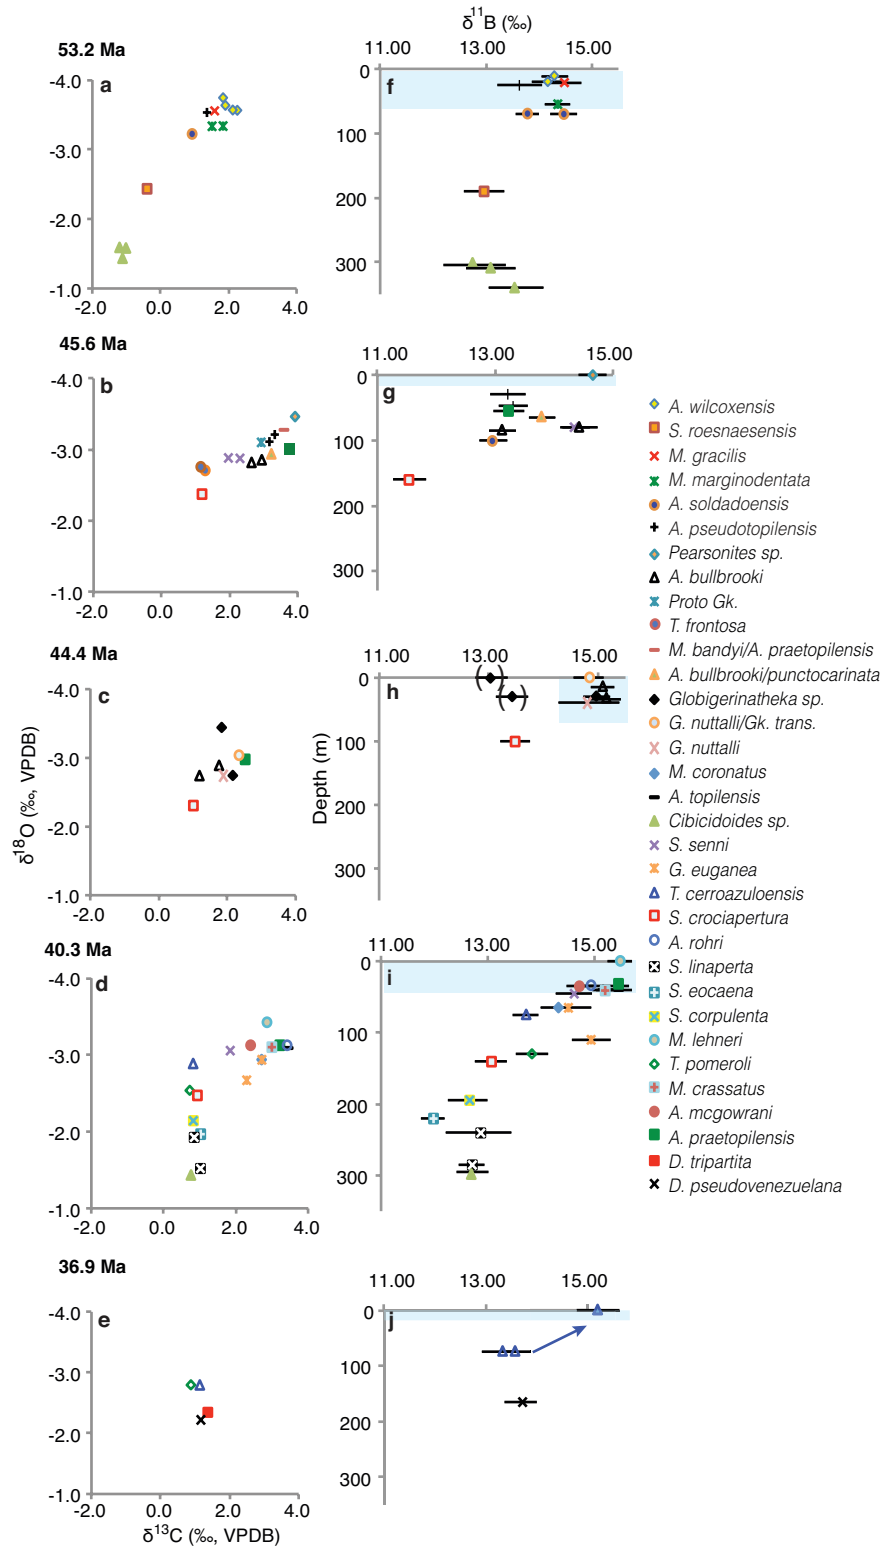 δ11B (‰)
11.00 13.00 15.00
53.2 Ma
a
-4.0
-3.0
-2.0
-1.0
-2.0 0.0 2.0 4.0
f
0
100
200
300
45.6 Ma
11.00 13.00 15.00
b
-4.0
-3.0
-2.0
-1.0
-2.0 0.0 2.0 4.0
g
0
100
200
300
44.4 Ma
11.00 13.00 15.00
c
-4.0
-3.0
-2.0
-1.0
-2.0 0.0 2.0 4.0
δ18O (‰, VPDB)
h
( )
( )
0
100
200
300
Depth (m)
40.3 Ma
11.00 13.00 15.00
d
-4.0
-3.0
-2.0
-1.0
-2.0 0.0 2.0 4.0
i
0
100
200
300
36.9 Ma
11.00 13.00 15.00
e
-4.0
-3.0
-2.0
-1.0
-2.0 0.0 2.0 4.0
δ13C (‰, VPDB)
j
0
100
200
300
A. wilcoxensis
S. roesnaesensis
M. gracilis
M. marginodentata
A. soldadoensis
A. pseudotopilensis
Pearsonites sp.
A. bullbrooki
Proto Gk.
T. frontosa
M. bandyi/A. praetopilensis
A. bullbrooki/punctocarinata
Globigerinatheka sp.
G. nuttalli/Gk. trans.
G. nuttalli
M. coronatus
A. topilensis
Cibicidoides sp.
S. senni
G. euganea
T. cerroazuloensis
S. crociapertura
A. rohri
S. linaperta
S. eocaena
S. corpulenta
M. lehneri
T. pomeroli
M. crassatus
A. mcgowrani
A. praetopilensis
D. tripartita
D. pseudovenezuelana